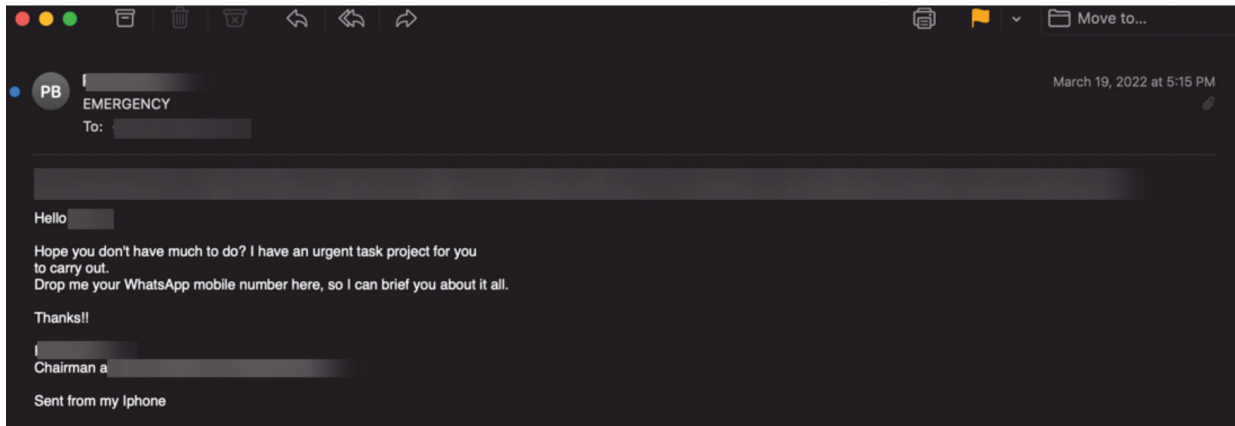 Move to...
PB
March 19, 2022 at 5:15 PM
EMERGENCY
To:
Hello
Hope you don't have much to do? I have an urgent task project for you
to carry out.
Drop me your WhatsApp mobile number here, so I can brief you about it all.
Thanks!!
Chairman a
Sent from my Iphone